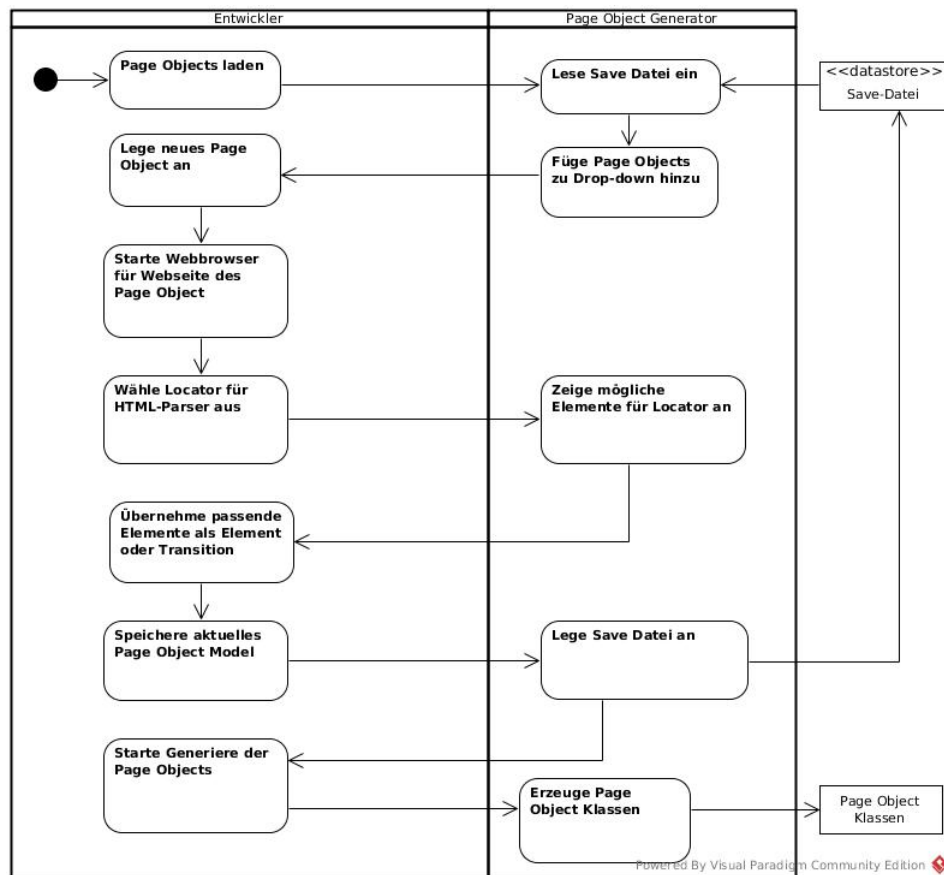 Entwickler
Page Object Generator
Page Objects laden
Lese Save Datei ein
<<datastore>>
Save-Datei
Lege neues Page
Object an
Füge Page Objects
zu Drop-down hinzu
Starte Webbrowser
für Webseite des
Page Object
Wähle Locator für
HTML-Parser aus
Zeige mögliche
Elemente für Locator an
Übernehme passende
Elemente als Element
oder Transition
Speichere aktuelles
Page Object Model
Lege Save Datei an
Starte Generiere der
Page Objects
Erzeuge Page
Object Klassen
Page Object
Klassen
Powered By Visual Paradigm Community Edition